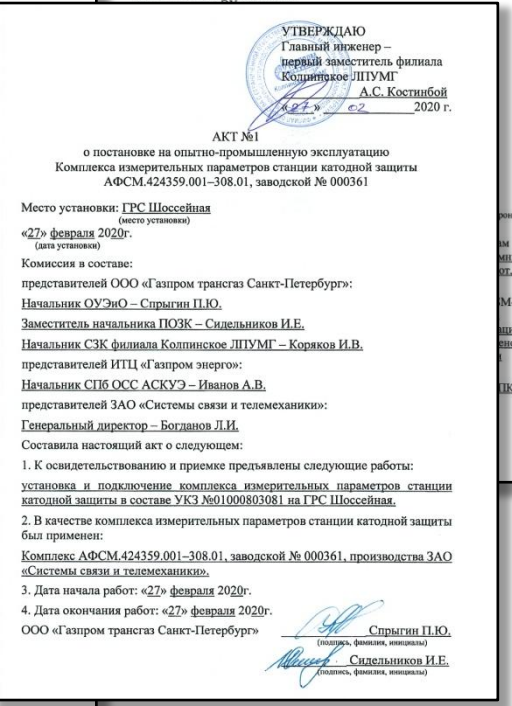 УТВЕРЖДАЮ
Главный инженер –
первый заместитель филиала
Колпинское ЛПУМГ
А.С. Костинбой
«27» 02 2020 г.
АКТ №1
о постановке на опытно-промышленную эксплуатацию
Комплекса измерительных параметров станции катодной защиты
АФСМ.424359.001–308.01, заводской № 000361
Место установки: ГРС Шоссейная
(место установки)
«27» февраля 2020г.
(дата установки)
Комиссия в составе:
представителей ООО «Газпром трансгаз Санкт-Петербург»:
Начальник ОУЭиО – Спрыгин П.Ю.
Заместитель начальника ПОЗК – Сидельников И.Е.
Начальник СЗК филиала Колпинское ЛПУМГ – Коряков И.В.
представителей ИТЦ «Газпром энерго»:
Начальник СПб ОСС АСКУЭ – Иванов А.В.
представителей ЗАО «Системы связи и телемеханики»:
Генеральный директор – Богданов Л.И.
Составила настоящий акт о следующем:
1. К освидетельствованию и приемке предъявлены следующие работы:
установка и подключение комплекса измерительных параметров станции
катодной защиты в составе УКЗ №01000803081 на ГРС Шоссейная.
2. В качестве комплекса измерительных параметров станции катодной защиты
был применен:
Комплекс АФСМ.424359.001–308.01, заводской № 000361, производства ЗАО
«Системы связи и телемеханики».
3. Дата начала работ: «27» февраля 2020г.
4. Дата окончания работ: «27» февраля 2020г.
ООО «Газпром трансгаз Санкт-Петербург» Спрыгин П.Ю.
(подпись, фамилия, инициалы)
Сидельников И.Е.
(подпись, фамилия, инициалы)